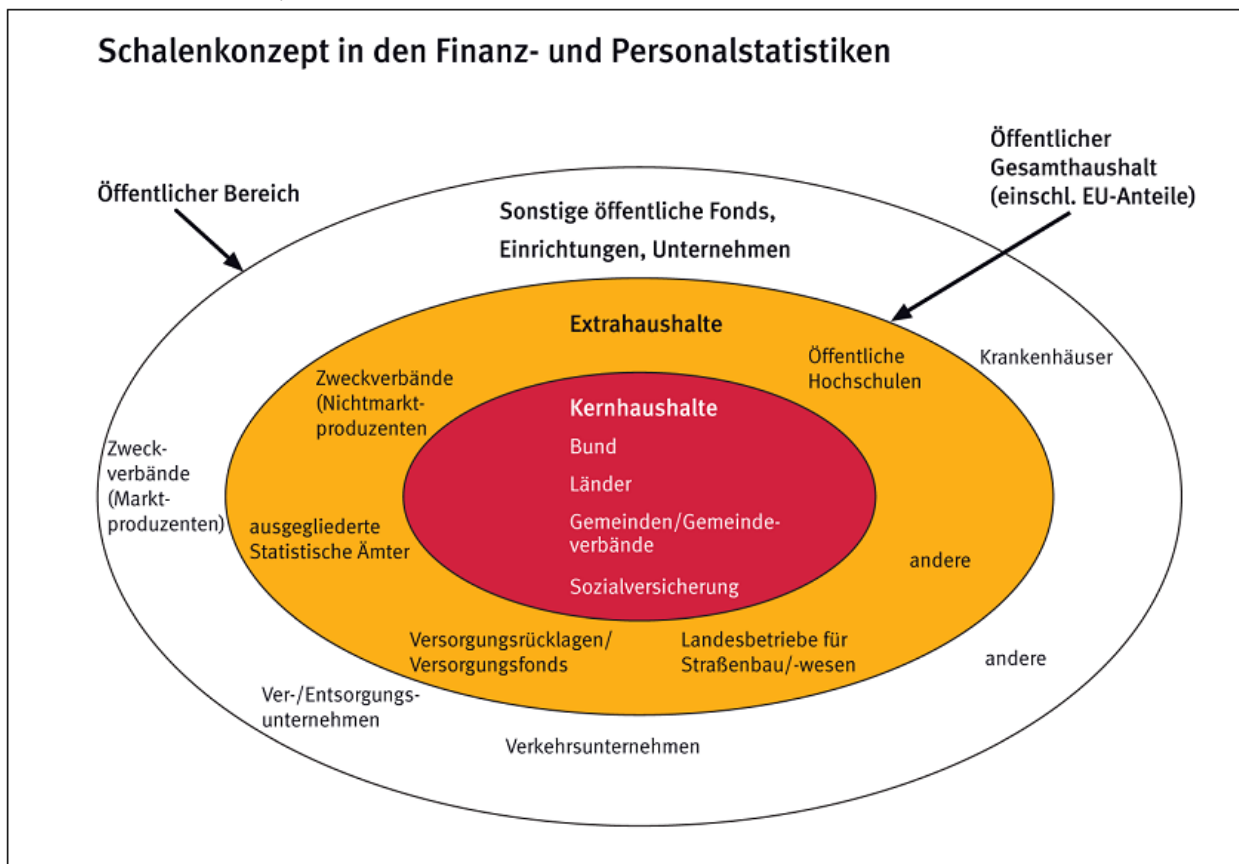 Schalenkonzept in den Finanz- und Personalstatistiken
Öffentlicher Bereich
Öffentlicher
Gesamthaushalt
(einschl. EU-Anteile)
Sonstige öffentliche Fonds,
Einrichtungen, Unternehmen
Extrahaushalte
Zweckverbände
(Nichtmarkt-
produzenten
Öffentliche
Hochschulen
Krankenhäuser
Kernhaushalte
Bund
Länder
Gemeinden/Gemeinde-
verbände
Sozialversicherung
Zweck-
verbände
(Markt-
produzenten)
ausgegliederte
Statistische Ämter
andere
Versorgungsrücklagen/
Versorgungsfonds
Landesbetriebe für
Straßenbau/-wesen
andere
Ver-/Entsorgungs-
unternehmen
Verkehrsunternehmen